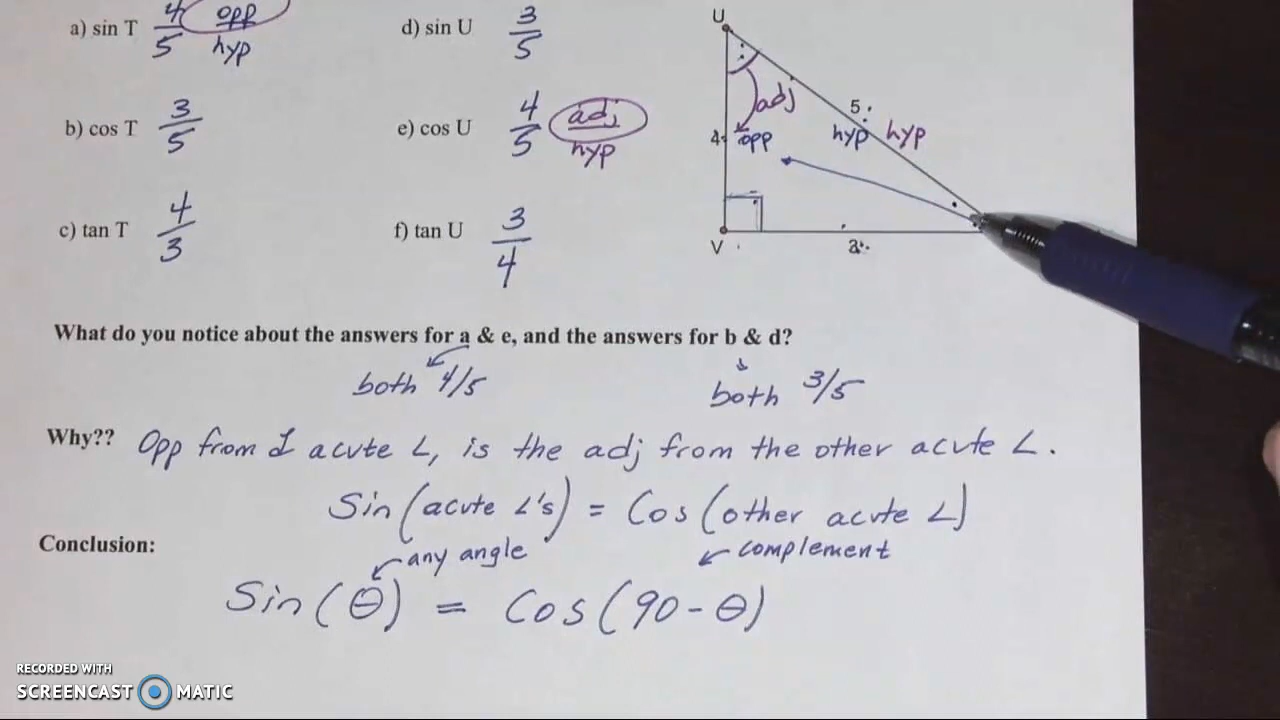 a) sin T 4/5 opp/hyp d) sin U 3/5
U
b) cos T 3/5 e) cos U 4/5 adj/hyp
adj 5
4 opp hyp hyp
c) tan T 4/3 f) tan U 3/4
V
What do you notice about the answers for a & e, and the answers for b & d?
both 4/5 both 3/5
Why?? Opp from 1 acute ∠, is the adj from the other acute ∠.
Sin(acute ∠'s) = Cos(other acute ∠)
Conclusion: any angle complement
Sin(θ) = Cos(90-θ)
RECORDED WITH
SCREENCAST MATIC